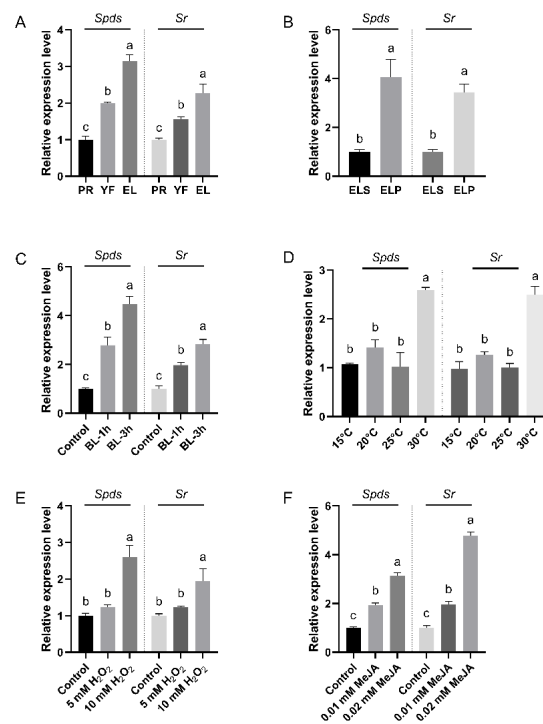 A
Spds Sr
Relative expression level
4
3
2
1
0
c b a c b a
PR YF EL PR YF EL
B
Spds Sr
Relative expression level
6
4
2
0
b a b a
ELS ELP ELS ELP
C
Spds Sr
Relative expression level
6
4
2
0
c b a c b a
Control BL-1h BL-3h Control BL-1h BL-3h
D
Spds Sr
Relative expression level
3
2
1
0
b b b a b b b a
15°C 20°C 25°C 30°C 15°C 20°C 25°C 30°C
E
Spds Sr
Relative expression level
4
3
2
1
0
b b a b b a
Control 5 mM H₂O₂ 10 mM H₂O₂ Control 5 mM H₂O₂ 10 mM H₂O₂
F
Spds Sr
Relative expression level
6
4
2
0
c b a c b a
Control 0.01 mM MeJA 0.02 mM MeJA Control 0.01 mM MeJA 0.02 mM MeJA